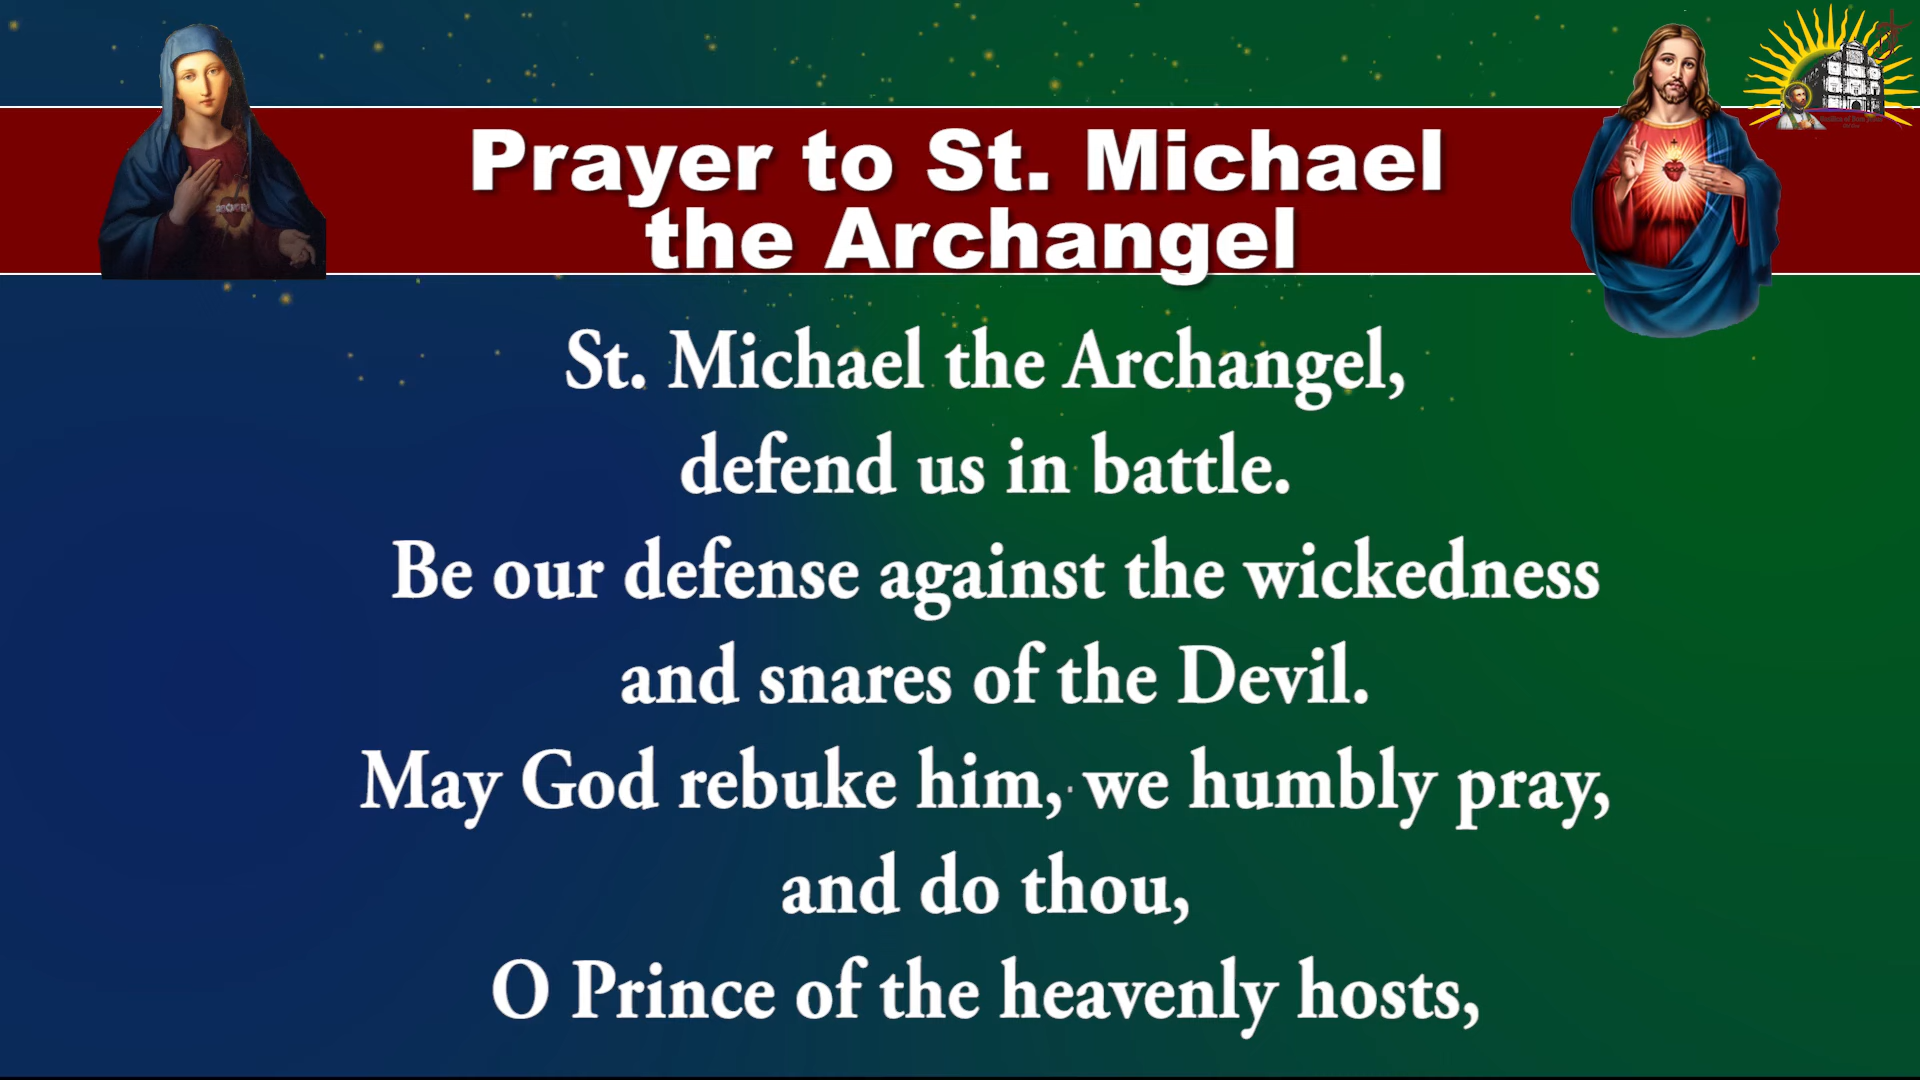 Prayer to St. Michael
the Archangel
St. Michael the Archangel,
defend us in battle.
Be our defense against the wickedness
and snares of the Devil.
May God rebuke him, we humbly pray,
and do thou,
O Prince of the heavenly hosts,